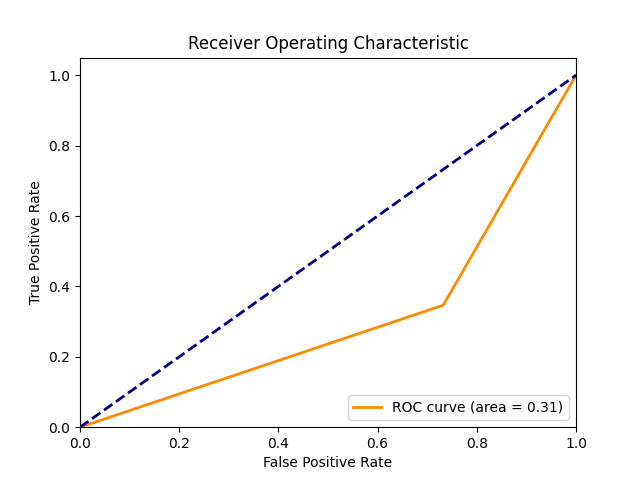 Receiver Operating Characteristic
True Positive Rate
1.0
0.8
0.6
0.4
0.2
0.0
ROC curve (area = 0.31)
0.0 0.2 0.4 0.6 0.8 1.0
False Positive Rate